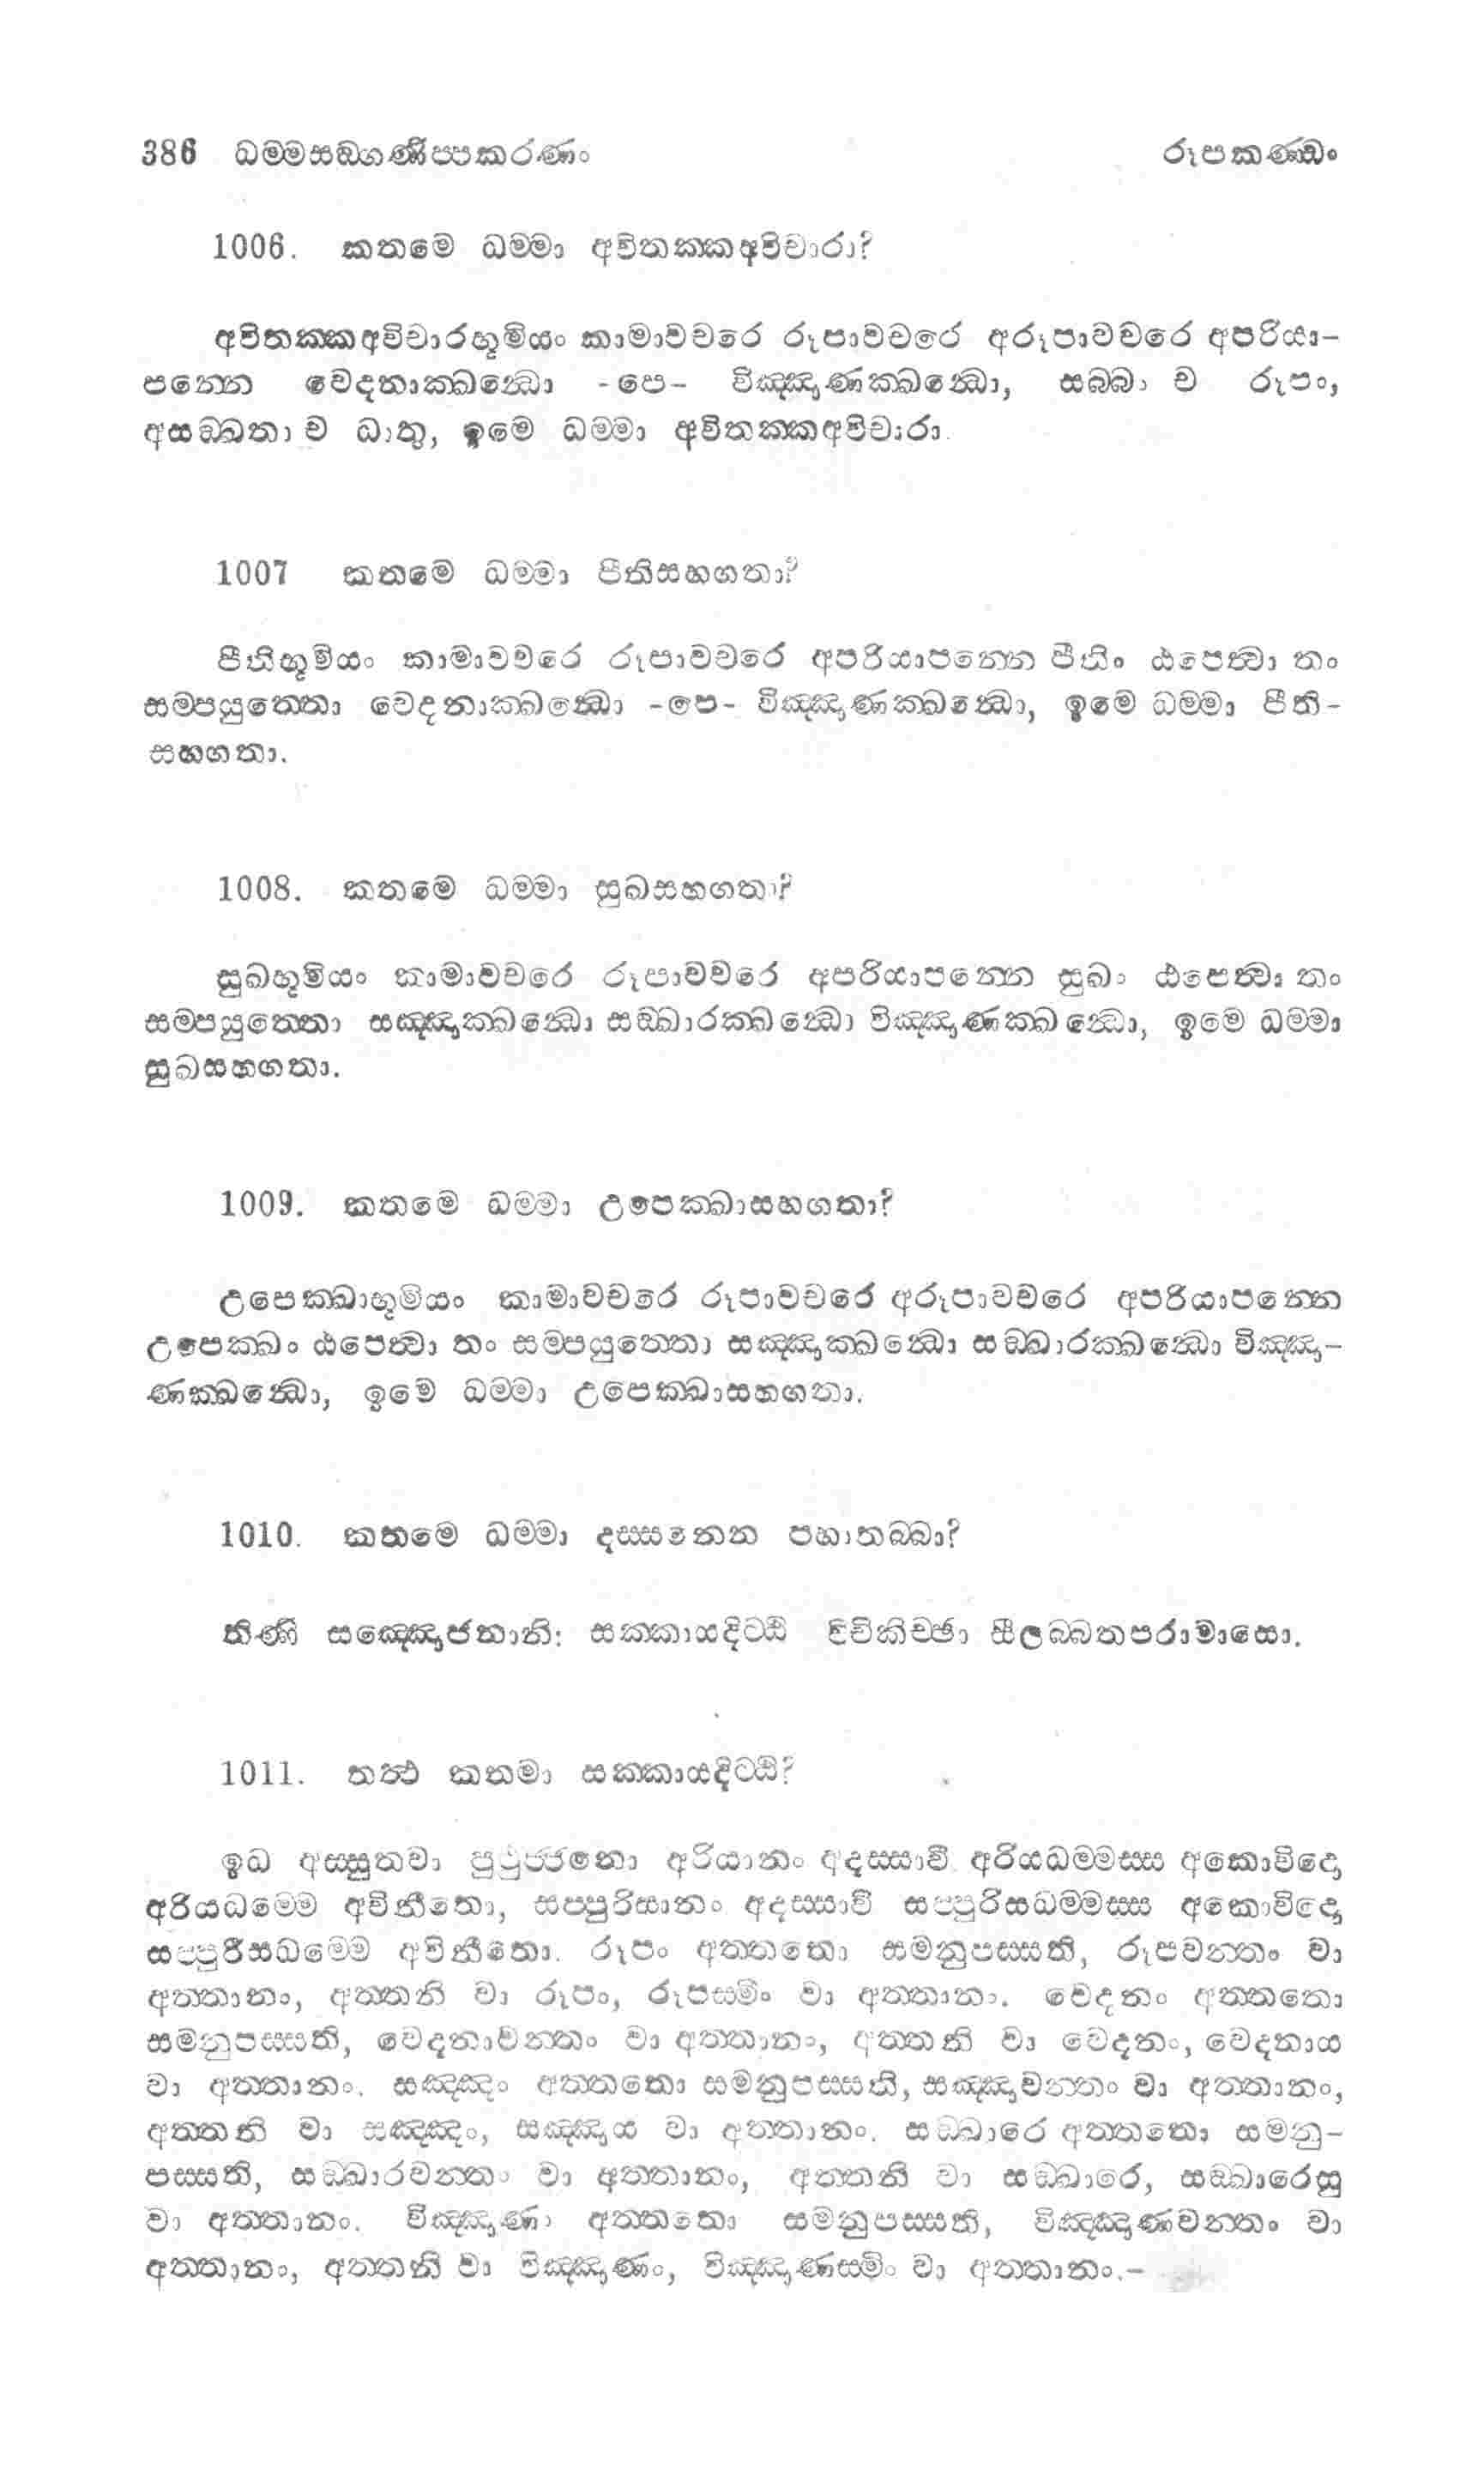 386 ධම්මසඞ්ගණිප්පකරණං රූපකණ්ඩං
1006. කතමෙ ධම්මා අවිතක්කඅවිචාරා?
අවිතක්කඅවිචාරභූමියං කාමාවචරෙ රූපාවචරෙ අරූපාවචරෙ අපරියා-
පන්නෙ වෙදනාක්ඛන්ධො -පෙ- විඤ්ඤාණක්ඛන්ධො, සබ්බං ච රූපං,
අසඞ්ඛතා ච ධාතු, ඉමෙ ධම්මා අවිතක්කඅවිචාරා.
1007 කතමෙ ධම්මා පීතිසහගතා?
පීතිභූමියං කාමාවචරෙ රූපාවචරෙ අපරියාපන්නෙ පීතිං ඨපෙත්වා තං
සම්පයුත්තො වෙදනාක්ඛන්ධො -පෙ- විඤ්ඤාණක්ඛන්ධො, ඉමෙ ධම්මා පීති-
සහගතා.
1008. කතමෙ ධම්මා සුඛසහගතා?
සුඛභූමියං කාමාවචරෙ රූපාවචරෙ අපරියාපන්නෙ සුඛං ඨපෙත්වා තං
සම්පයුත්තො සඤ්ඤාක්ඛන්ධො සඞ්ඛාරක්ඛන්ධො විඤ්ඤාණක්ඛන්ධො, ඉමෙ ධම්මා
සුඛසහගතා.
1009. කතමෙ ධම්මා උපෙක්ඛාසහගතා?
උපෙක්ඛාභූමියං කාමාවචරෙ රූපාවචරෙ අරූපාවචරෙ අපරියාපන්නෙ
උපෙක්ඛං ඨපෙත්වා තං සම්පයුත්තො සඤ්ඤාක්ඛන්ධො සඞ්ඛාරක්ඛන්ධො විඤ්ඤා-
ණක්ඛන්ධො, ඉමෙ ධම්මා උපෙක්ඛාසහගතා.
1010. කතමෙ ධම්මා දස්සනෙන පහාතබ්බා?
තිණි සඤ්ඤොජනානි: සක්කායදිට්ඨි විචිකිච්ඡා සීලබ්බතපරාමාසො.
1011. තත්ථ කතමා සක්කායදිට්ඨි?
ඉධ අස්සුතවා පුථුජ්ජනො අරියානං අදස්සාවී අරියධම්මස්ස අකොවිදො
අරියධම්මෙ අවිනීතො, සප්පුරිසානං අදස්සාවී සප්පුරිසධම්මස්ස අකොවිදො
සප්පුරිසධම්මෙ අවිනීතො. රූපං අත්තතො සමනුපස්සති, රූපවන්තං වා
අත්තානං, අත්තනි වා රූපං, රූපස්මිං වා අත්තානං. වෙදනං අත්තතො
සමනුපස්සති, වෙදනාවන්තං වා අත්තානං, අත්තනි වා වෙදනං, වෙදනාය
වා අත්තානං. සඤ්ඤං අත්තතො සමනුපස්සති, සඤ්ඤාවන්තං වා අත්තානං,
අත්තනි වා සඤ්ඤං, සඤ්ඤාය වා අත්තානං. සඞ්ඛාරෙ අත්තතො සමනු-
පස්සති, සඞ්ඛාරවන්තං වා අත්තානං, අත්තනි වා සඞ්ඛාරෙ, සඞ්ඛාරෙසු
වා අත්තානං. විඤ්ඤාණං අත්තතො සමනුපස්සති, විඤ්ඤාණවන්තං වා
අත්තානං, අත්තනි වා විඤ්ඤාණං, විඤ්ඤාණස්මිං වා අත්තානං.-